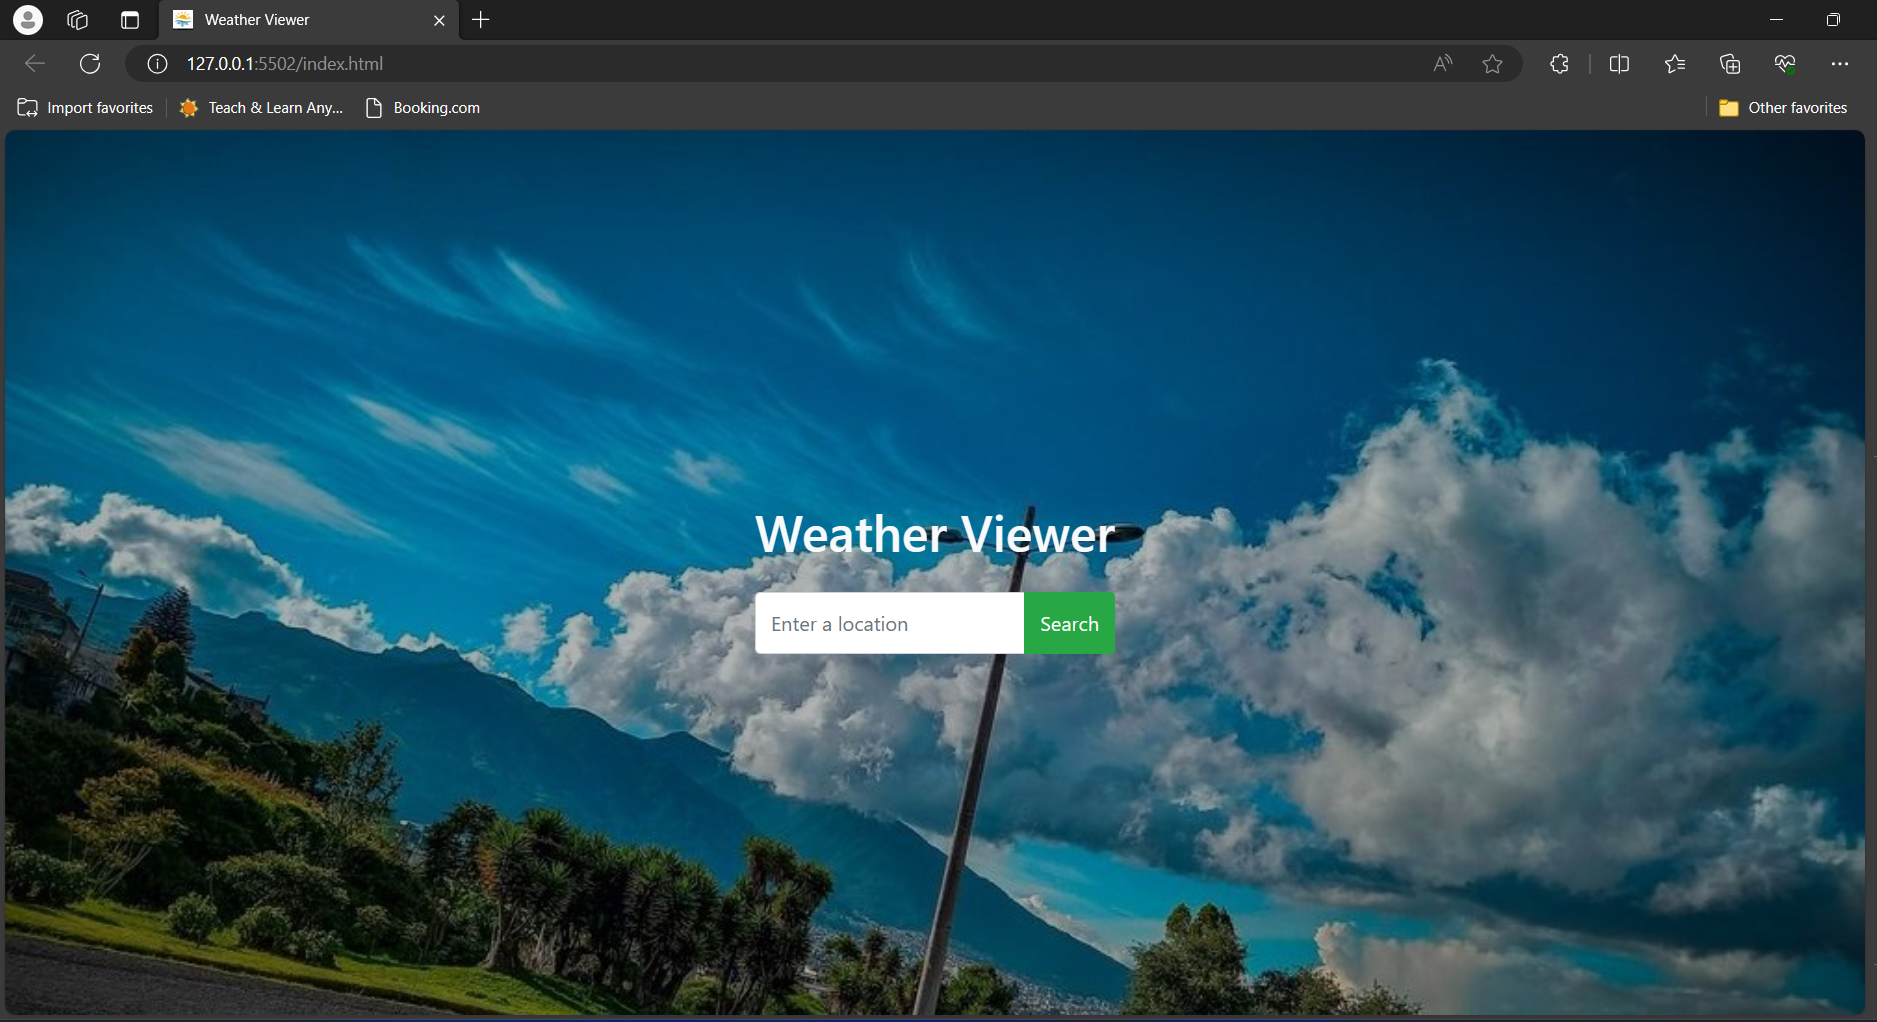 Weather Viewer
127.0.0.1:5502/index.html
Import favorites
Teach & Learn Any...
Booking.com
Other favorites
Weather Viewer
Enter a location
Search